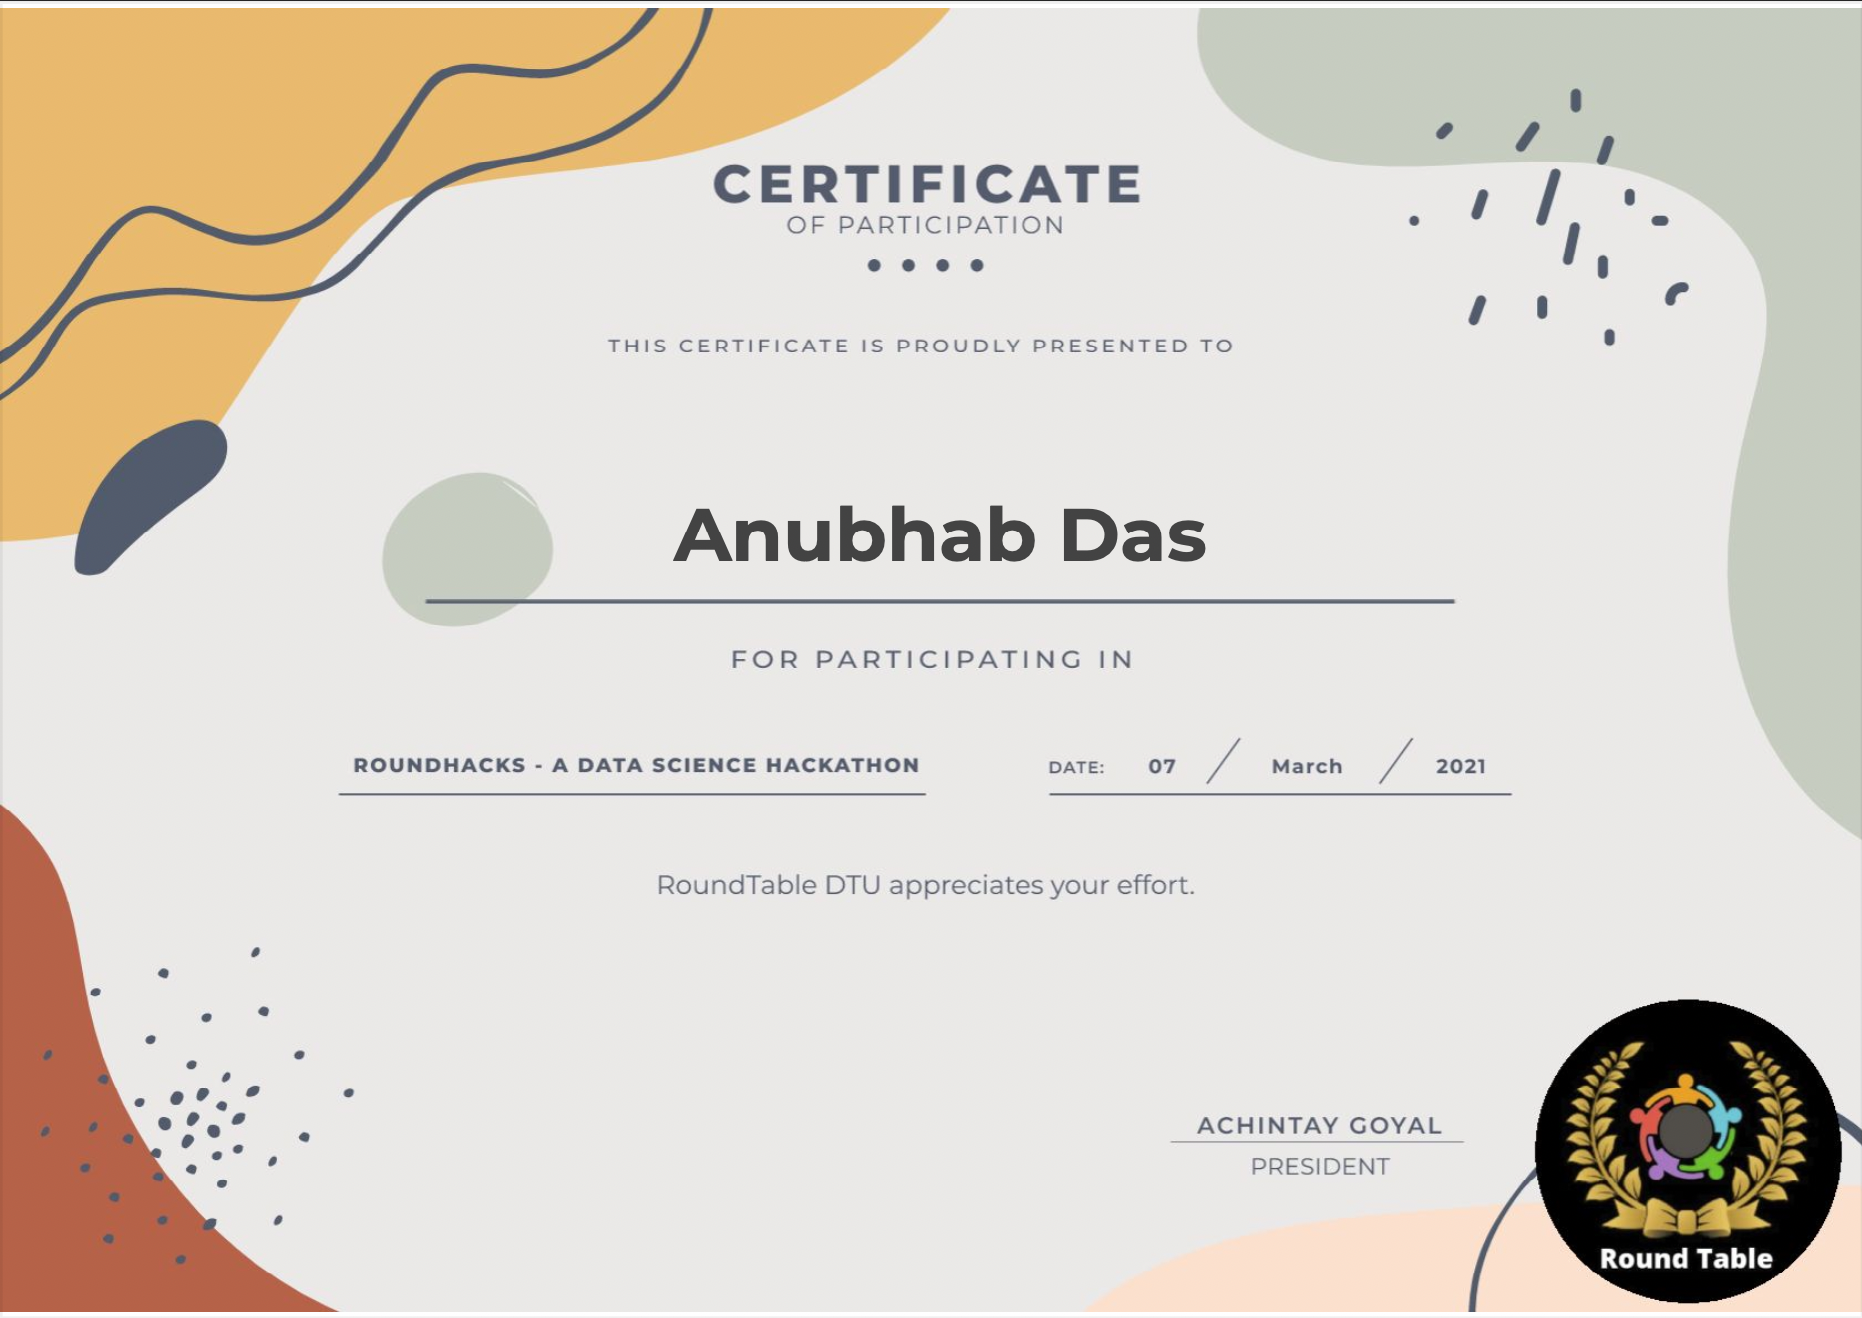 CERTIFICATE
OF PARTICIPATION
THIS CERTIFICATE IS PROUDLY PRESENTED TO
Anubhab Das
FOR PARTICIPATING IN
ROUNDHACKS - A DATA SCIENCE HACKATHON
DATE: 07 / March / 2021
RoundTable DTU appreciates your effort.
ACHINTAY GOYAL
PRESIDENT
Round Table